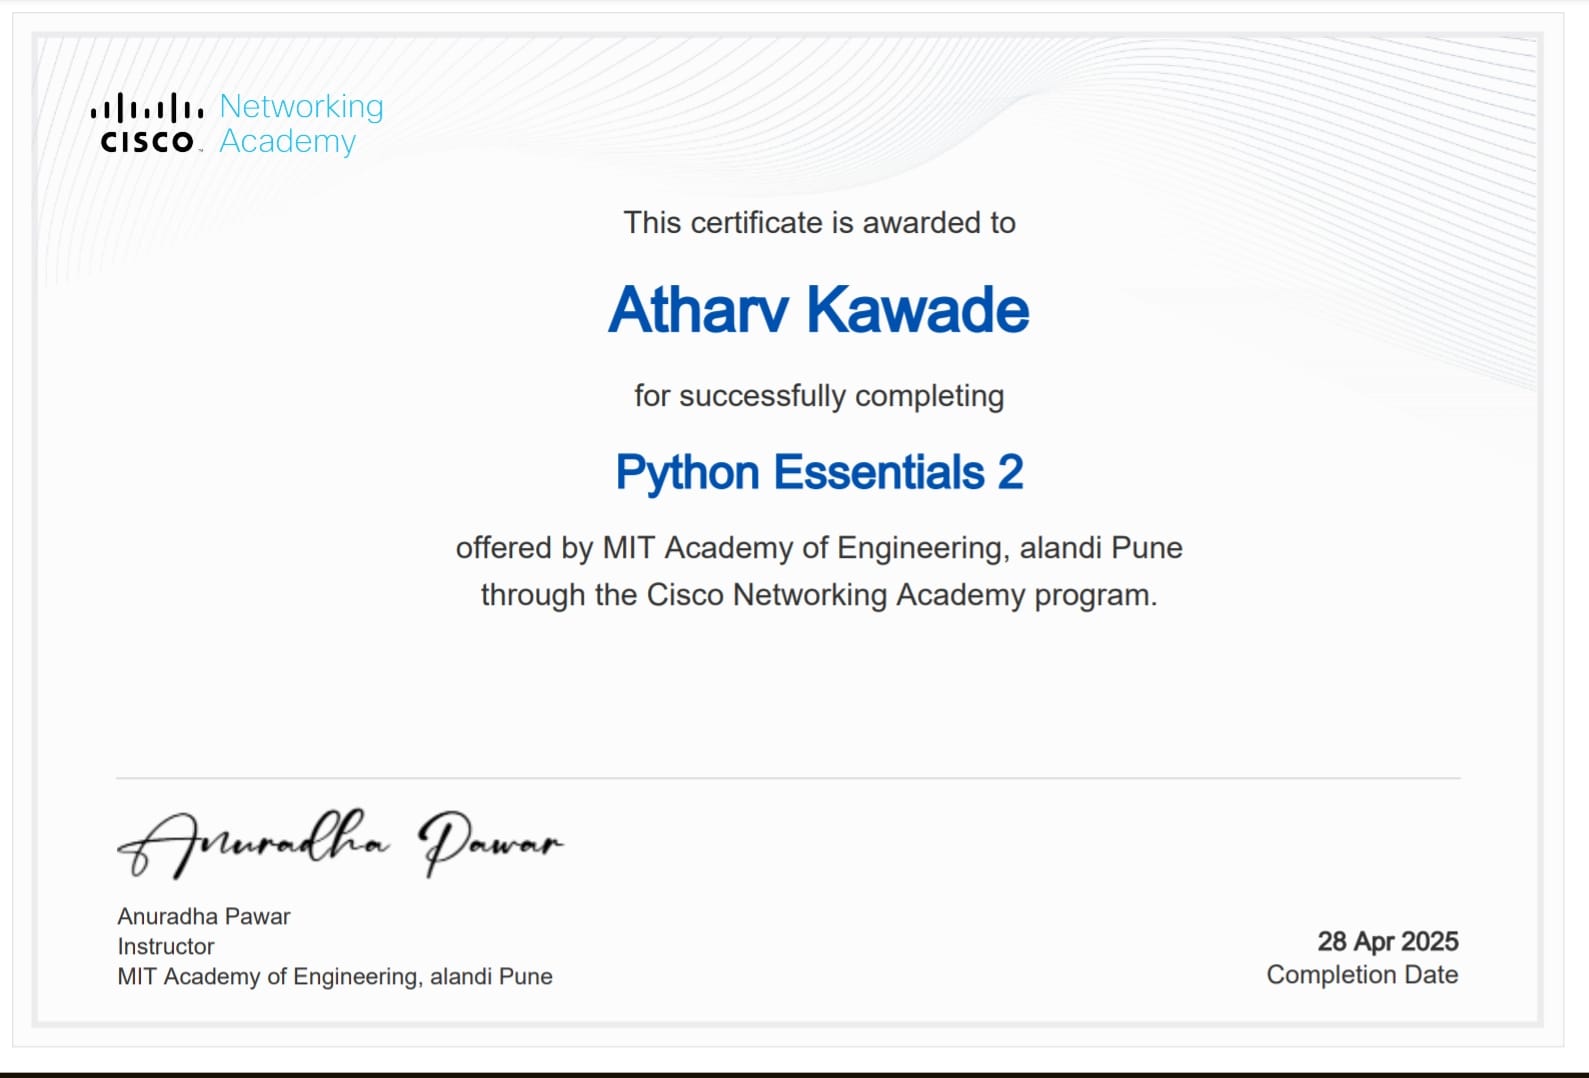 CISCO Networking Academy
This certificate is awarded to
Atharv Kawade
for successfully completing
Python Essentials 2
offered by MIT Academy of Engineering, alandi Pune
through the Cisco Networking Academy program.
Anuradha Pawar
Anuradha Pawar
Instructor
MIT Academy of Engineering, alandi Pune
28 Apr 2025
Completion Date